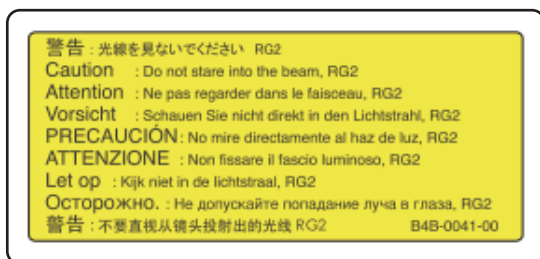 警告 : 光線を見ないでください RG2
Caution : Do not stare into the beam, RG2
Attention : Ne pas regarder dans le faisceau, RG2
Vorsicht : Schauen Sie nicht direkt in den Lichtstrahl, RG2
PRECAUCIÓN : No mire directamente al haz de luz, RG2
ATTENZIONE : Non fissare il fascio luminoso, RG2
Let op : Kijk niet in de lichtstraal, RG2
Осторожно. : Не допускайте попадание луча в глаза, RG2
警告 : 不要直视从镜头投射出的光线 RG2 B4B-0041-00